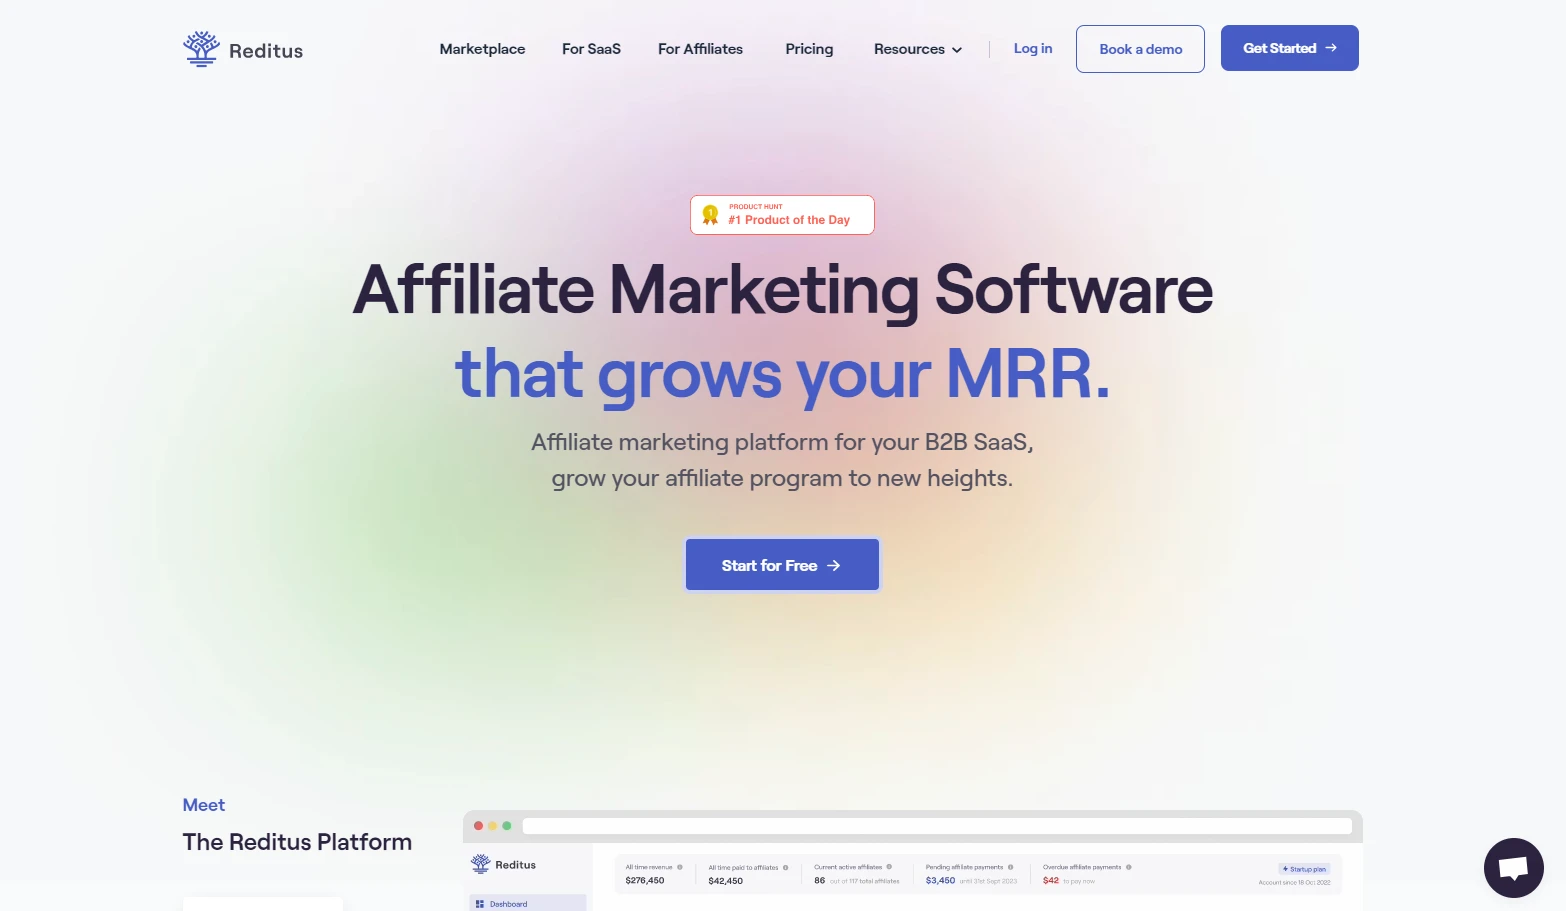 Reditus
Marketplace
For SaaS
For Affiliates
Pricing
Resources
Log in
Book a demo
Get Started →
1
PRODUCT HUNT
#1 Product of the Day
Affiliate Marketing Software
that grows your MRR.
Affiliate marketing platform for your B2B SaaS,
grow your affiliate program to new heights.
Start for Free →
Meet
The Reditus Platform
Reditus
Dashboard
All time revenue
$276,450
All time paid to affiliates
$42,450
Current active affiliates
86 out of 117 total affiliates
Pending affiliate payments
$3,450 until 31st Sept 2023
Overdue affiliate payments
$42 to pay now
Startup plan
Account since 18 Oct 2022